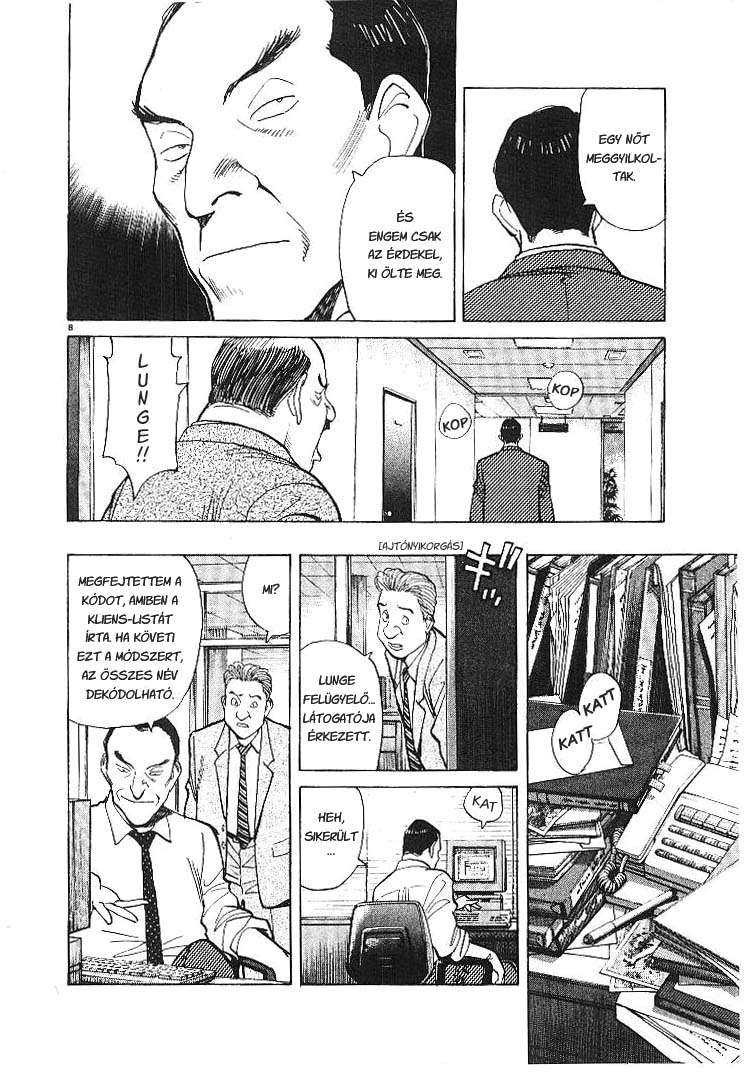 EGY NŐT
MEGGYILKOL-
TAK.
ÉS
ENGEM CSAK
AZ ÉRDEKEL,
KI ÖLTE MEG.
8
KOP
KOP
LUNGE!!
KATT
KATT
[AJTÓNYIKORGÁS]
ギィ
LUNGE
FELÜGYELŐ...
LÁTOGATÓJA
ÉRKEZETT.
KAT
HEH,
SIKERÜLT
...
MI?
MEGFEJTETTEM A
KÓDOT, AMIBEN A
KLIENS-LISTÁT
ÍRTA. HA KÖVETI
EZT A MÓDSZERT,
AZ ÖSSZES NÉV
DEKÓDOLHATÓ.